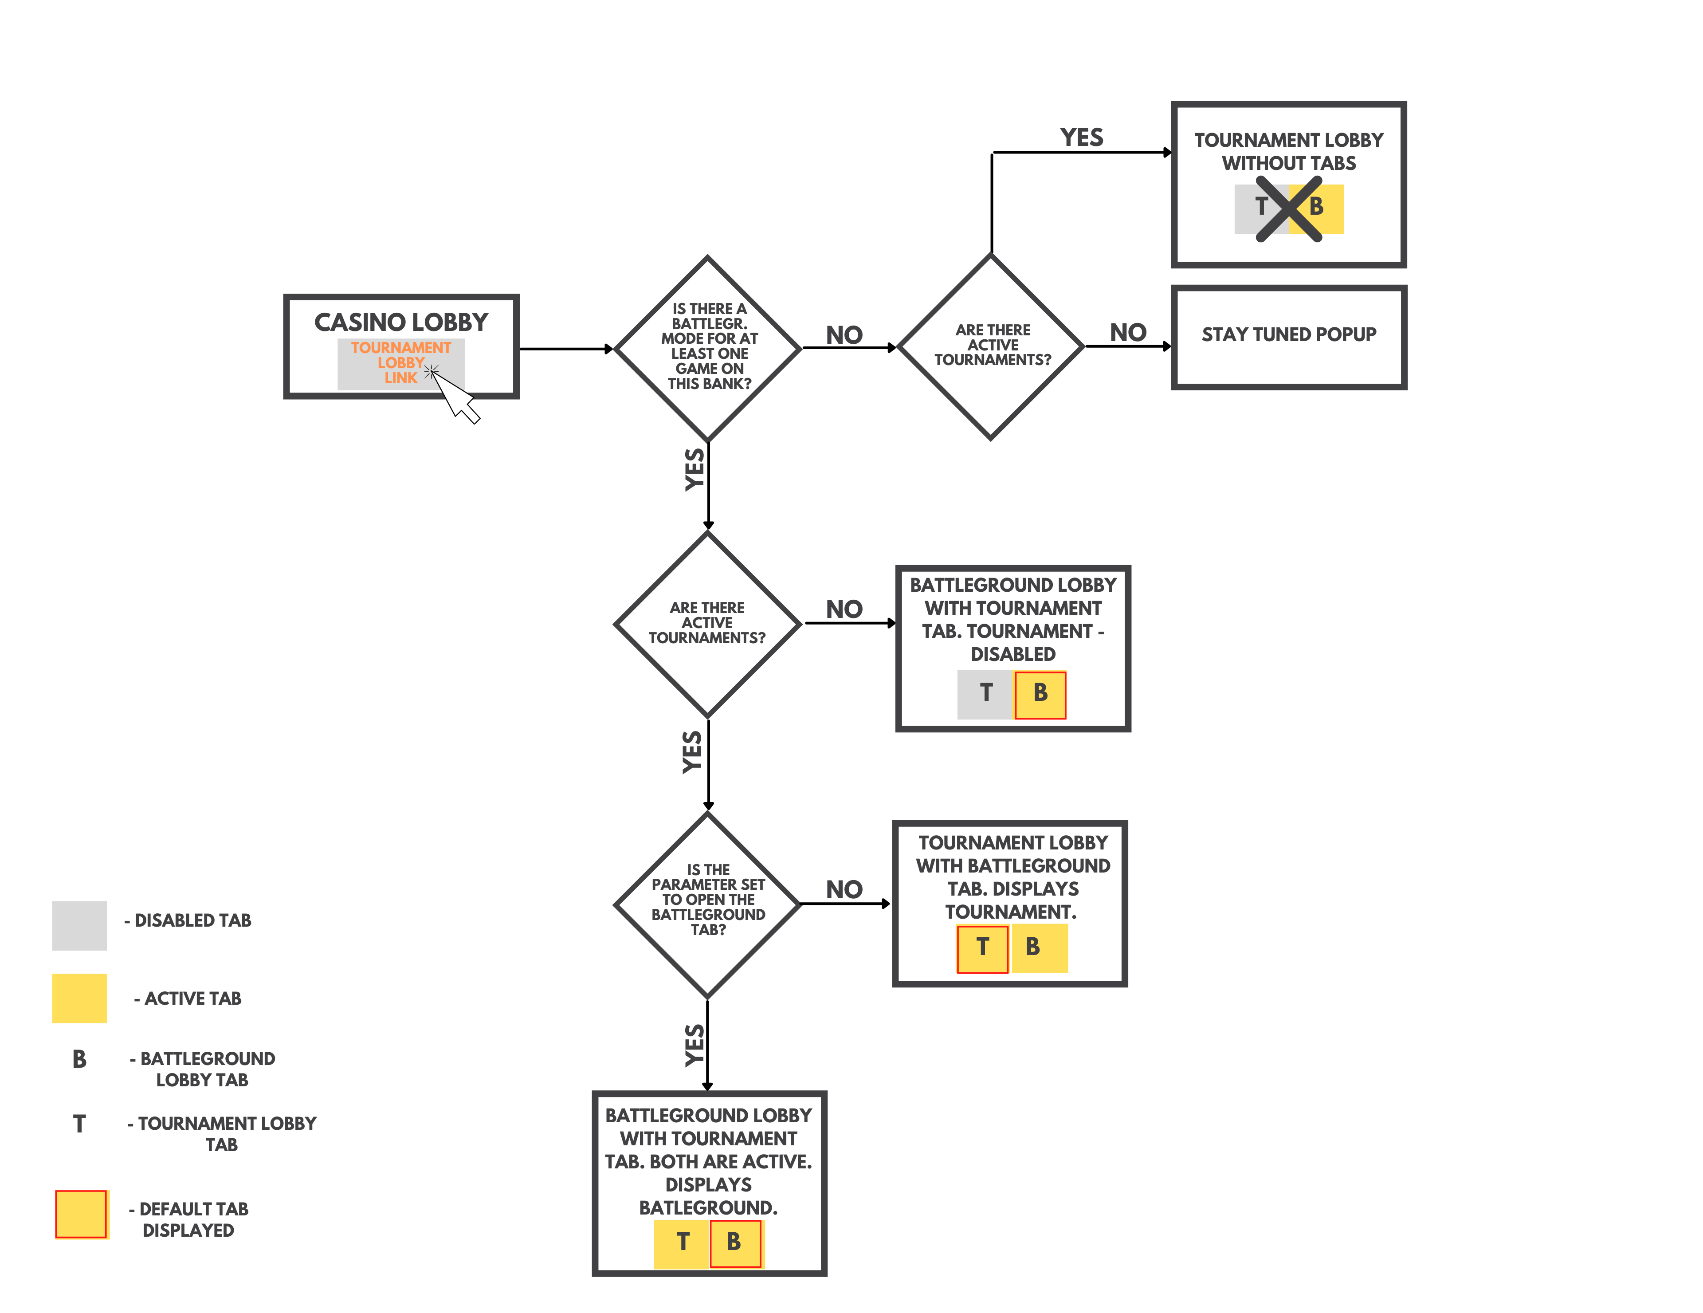 CASINO LOBBY
TOURNAMENT
LOBBY
LINK
IS THERE A
BATTLEGR.
MODE FOR AT
LEAST ONE
GAME ON
THIS BANK?
NO
ARE THERE
ACTIVE
TOURNAMENTS?
YES
TOURNAMENT LOBBY
WITHOUT TABS
T B
NO
STAY TUNED POPUP
YES
ARE THERE
ACTIVE
TOURNAMENTS?
NO
BATTLEGROUND LOBBY
WITH TOURNAMENT
TAB. TOURNAMENT -
DISABLED
T B
YES
IS THE
PARAMETER SET
TO OPEN THE
BATTLEGROUND
TAB?
NO
TOURNAMENT LOBBY
WITH BATTLEGROUND
TAB. DISPLAYS
TOURNAMENT.
T B
YES
BATTLEGROUND LOBBY
WITH TOURNAMENT
TAB. BOTH ARE ACTIVE.
DISPLAYS
BATLEGROUND.
T B
- DISABLED TAB
- ACTIVE TAB
B - BATTLEGROUND
LOBBY TAB
T - TOURNAMENT LOBBY
TAB
- DEFAULT TAB
DISPLAYED